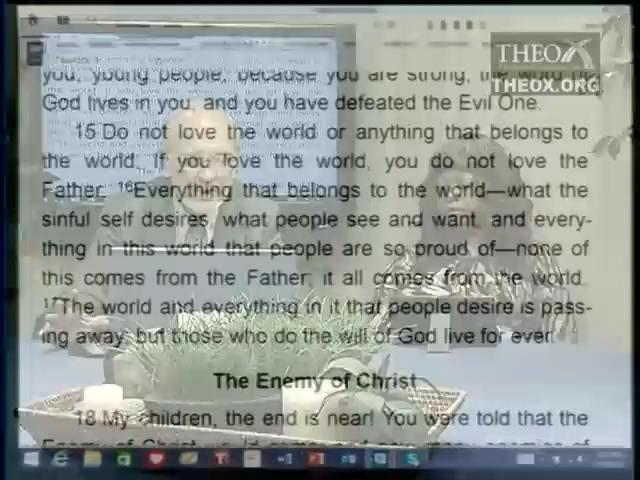 THEOX
THEOX.ORG
you, young people, because you are strong, the word of
God lives in you, and you have defeated the Evil One.
15 Do not love the world or anything that belongs to
the world. If you love the world, you do not love the
Father. 16Everything that belongs to the world—what the
sinful self desires, what people see and want, and every-
thing in this world that people are so proud of—none of
this comes from the Father; it all comes from the world.
17The world and everything in it that people desire is pass-
ing away; but those who do the will of God live for ever.
The Enemy of Christ
18 My children, the end is near! You were told that the
Enemy of Christ